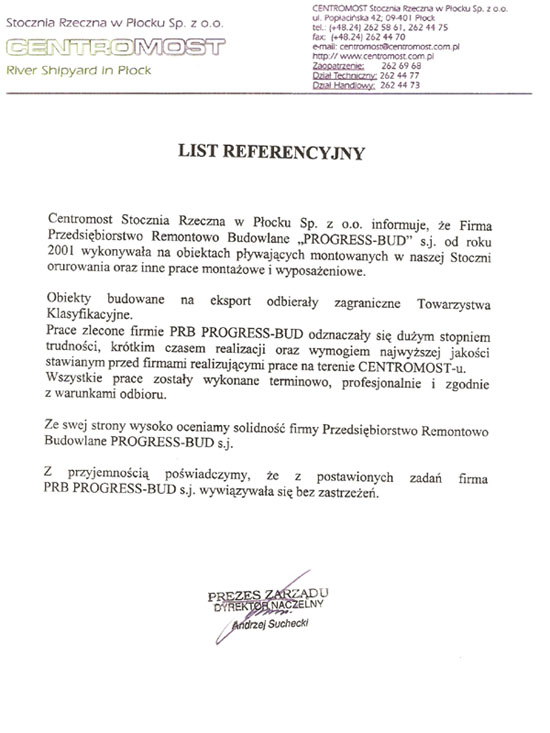 Stocznia Rzeczna w Płocku Sp. z o.o.
CENTROMOST
River Shipyard in Płock
CENTROMOST Stocznia Rzeczna w Płocku Sp. z o.o.
ul. Popłacińska 42, 09-401 Płock
tel.: (+48.24) 262 58 61, 262 44 75
fax: (+48.24) 262 44 70
e-mail: centromost@centromost.com.pl
http:// www.centromost.com.pl
Zaopatrzenie: 262 69 68
Dział Techniczny: 262 44 77
Dział Handlowy: 262 44 73
LIST REFERENCYJNY
Centromost Stocznia Rzeczna w Płocku Sp. z o.o. informuje, że Firma
Przedsiębiorstwo Remontowo Budowlane „PROGRESS-BUD” s.j. od roku
2001 wykonywała na obiektach pływających montowanych w naszej Stoczni
orurowania oraz inne prace montażowe i wyposażeniowe.
Obiekty budowane na eksport odbierały zagraniczne Towarzystwa
Klasyfikacyjne.
Prace zlecone firmie PRB PROGRESS-BUD odznaczały się dużym stopniem
trudności, krótkim czasem realizacji oraz wymogiem najwyższej jakości
stawianym przed firmami realizującymi prace na terenie CENTROMOST-u.
Wszystkie prace zostały wykonane terminowo, profesjonalnie i zgodnie
z warunkami odbioru.
Ze swej strony wysoko oceniamy solidność firmy Przedsiębiorstwo Remontowo
Budowlane PROGRESS-BUD s.j.
Z przyjemnością poświadczymy, że z postawionych zadań firma
PRB PROGRESS-BUD s.j. wywiązywała się bez zastrzeżeń.
PREZES ZARZĄDU
DYREKTOR NACZELNY
Andrzej Suchecki